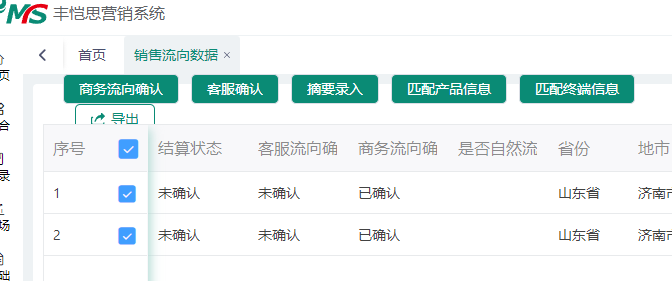 MS 丰恺思营销系统
首页 销售流向数据 ×
商务流向确认 客服确认 摘要录入 匹配产品信息 匹配终端信息
导出
序号 结算状态 客服流向确 商务流向确 是否自然流 省份 地市
1 未确认 未确认 已确认 山东省 济南市
2 未确认 未确认 已确认 山东省 济南市